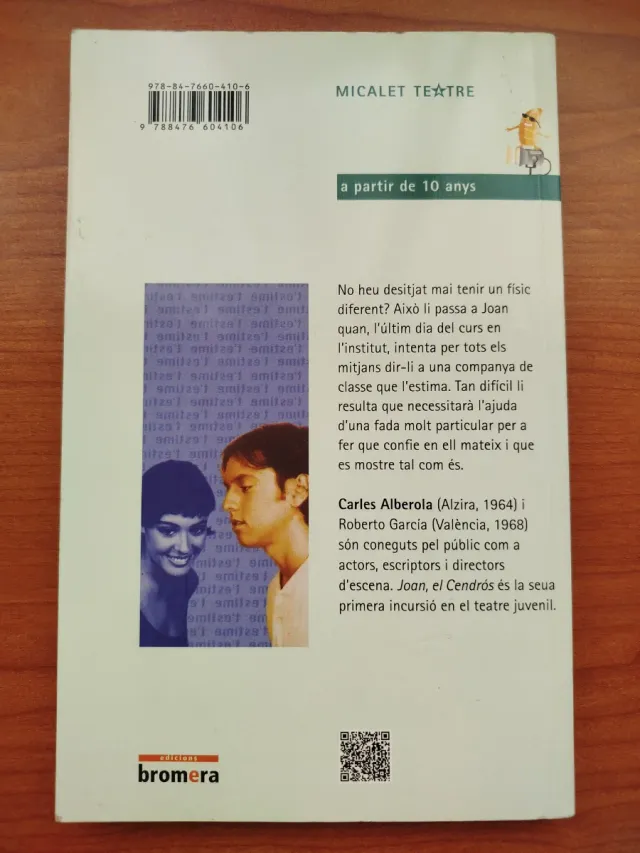 978-84-7660-410-6
9 788476 604106
MICALET TE☆TRE
a partir de 10 anys
No heu desitjat mai tenir un físic
diferent? Això li passa a Joan
quan, l'últim dia del curs en
l'institut, intenta per tots els
mitjans dir-li a una companya de
classe que l'estima. Tan difícil li
resulta que necessitarà l'ajuda
d'una fada molt particular per a
fer que confie en ell mateix i que
es mostre tal com és.
Carles Alberola (Alzira, 1964) i
Roberto García (València, 1968)
són coneguts pel públic com a
actors, escriptors i directors
d'escena. Joan, el Cendrós és la seua
primera incursió en el teatre juvenil.
edicions
bromera